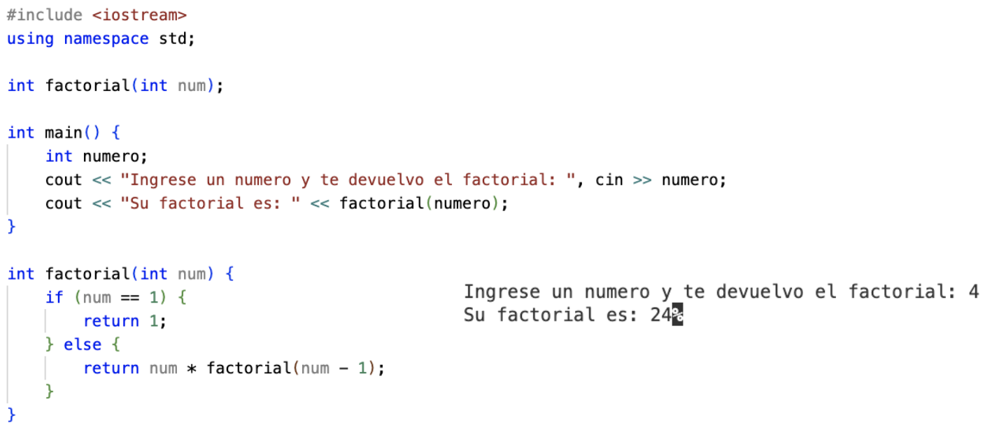 #include <iostream>
using namespace std;
int factorial(int num);
int main() {
int numero;
cout << "Ingrese un numero y te devuelvo el factorial: ", cin >> numero;
cout << "Su factorial es: " << factorial(numero);
}
int factorial(int num) {
if (num == 1) {
return 1;
} else {
return num * factorial(num - 1);
}
}
Ingrese un numero y te devuelvo el factorial: 4
Su factorial es: 24%